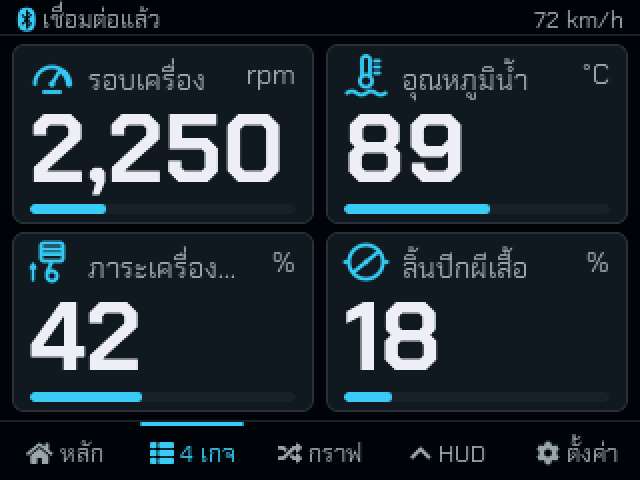 เชื่อมต่อแล้ว 72 km/h
รอบเครื่อง rpm
2,250
อุณหภูมิน้ำ °C
89
ภาระเครื่อง... %
42
ลิ้นปีกผีเสื้อ %
18
หลัก 4 เกจ กราฟ HUD ตั้งค่า